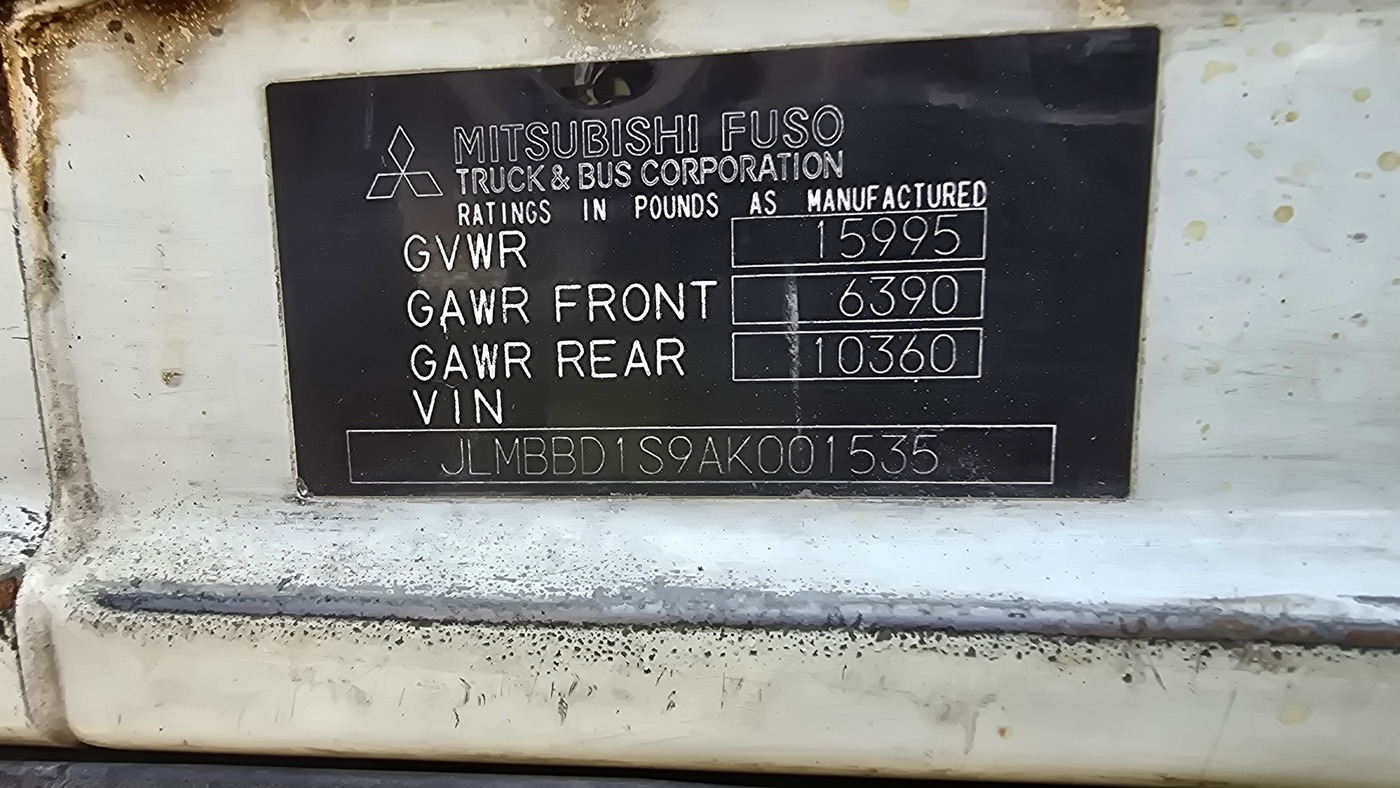 MITSUBISHI FUSO
TRUCK & BUS CORPORATION
RATINGS IN POUNDS AS MANUFACTURED
GVWR 15995
GAWR FRONT 6390
GAWR REAR 10360
VIN
JLMBBD1S9AK001535